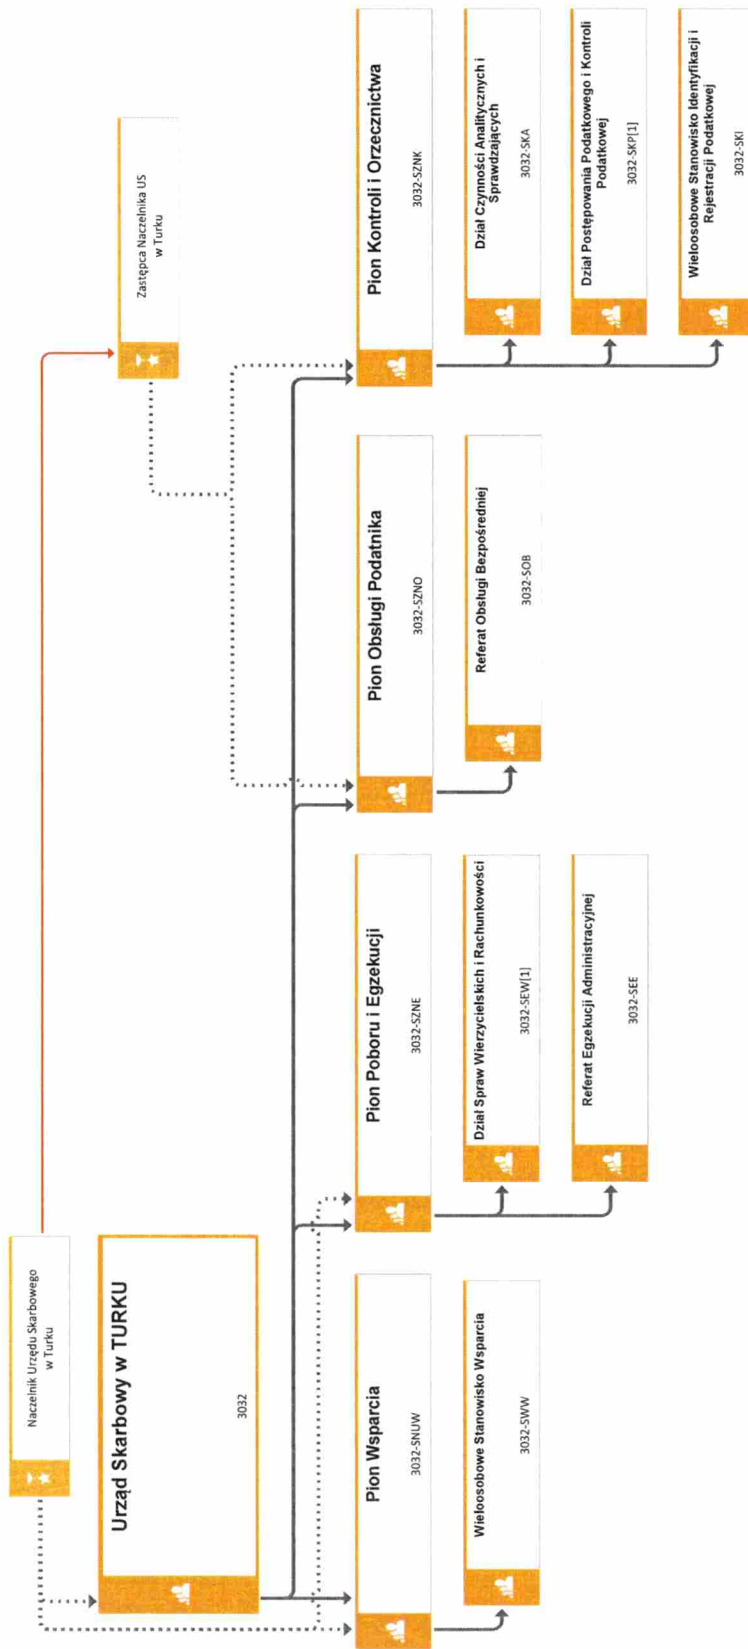 Naczelnik Urzędu Skarbowego
w Turku
Zastępca Naczelnika US
w Turku
Urząd Skarbowy w TURKU
3032
Pion Wsparcia
3032-SNUW
Wieloosobowe Stanowisko Wsparcia
3032-SWW
Pion Poboru i Egzekucji
3032-SZNE
Dział Spraw Wierzycielskich i Rachunkowości
3032-SEW[1]
Referat Egzekucji Administracyjnej
3032-SEE
Pion Obsługi Podatnika
3032-SZNO
Referat Obsługi Bezpośredniej
3032-SOB
Pion Kontroli i Orzecznictwa
3032-SZNK
Dział Czynności Analitycznych i
Sprawdzających
3032-SKA
Dział Postępowania Podatkowego i Kontroli
Podatkowej
3032-SKP[1]
Wieloosobowe Stanowisko Identyfikacji i
Rejestracji Podatkowej
3032-SKI